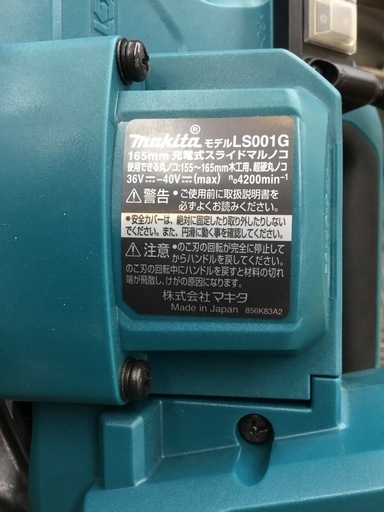 makita® モデルLS001G
165mm 充電式スライドマルノコ
使用できる丸ノコ:155～165mm木工用、超硬丸ノコ
36V⎓-40V⎓(max) n₀4200min⁻¹
⚠警告・ご使用前に取扱説明書を
必ずよくお読みください。
・安全カバーは、絶対に固定したり取り外したりしない
でください。また、円滑に動く事を確認してください。
⚠注意・のこ刃の回転が完全に停止して
からハンドルを戻してください。
のこ刃の回転中にハンドルを戻すと材料の切れ
端が飛散し、けがの原因になります。
株式会社マキタ
Made in Japan 856K83A2